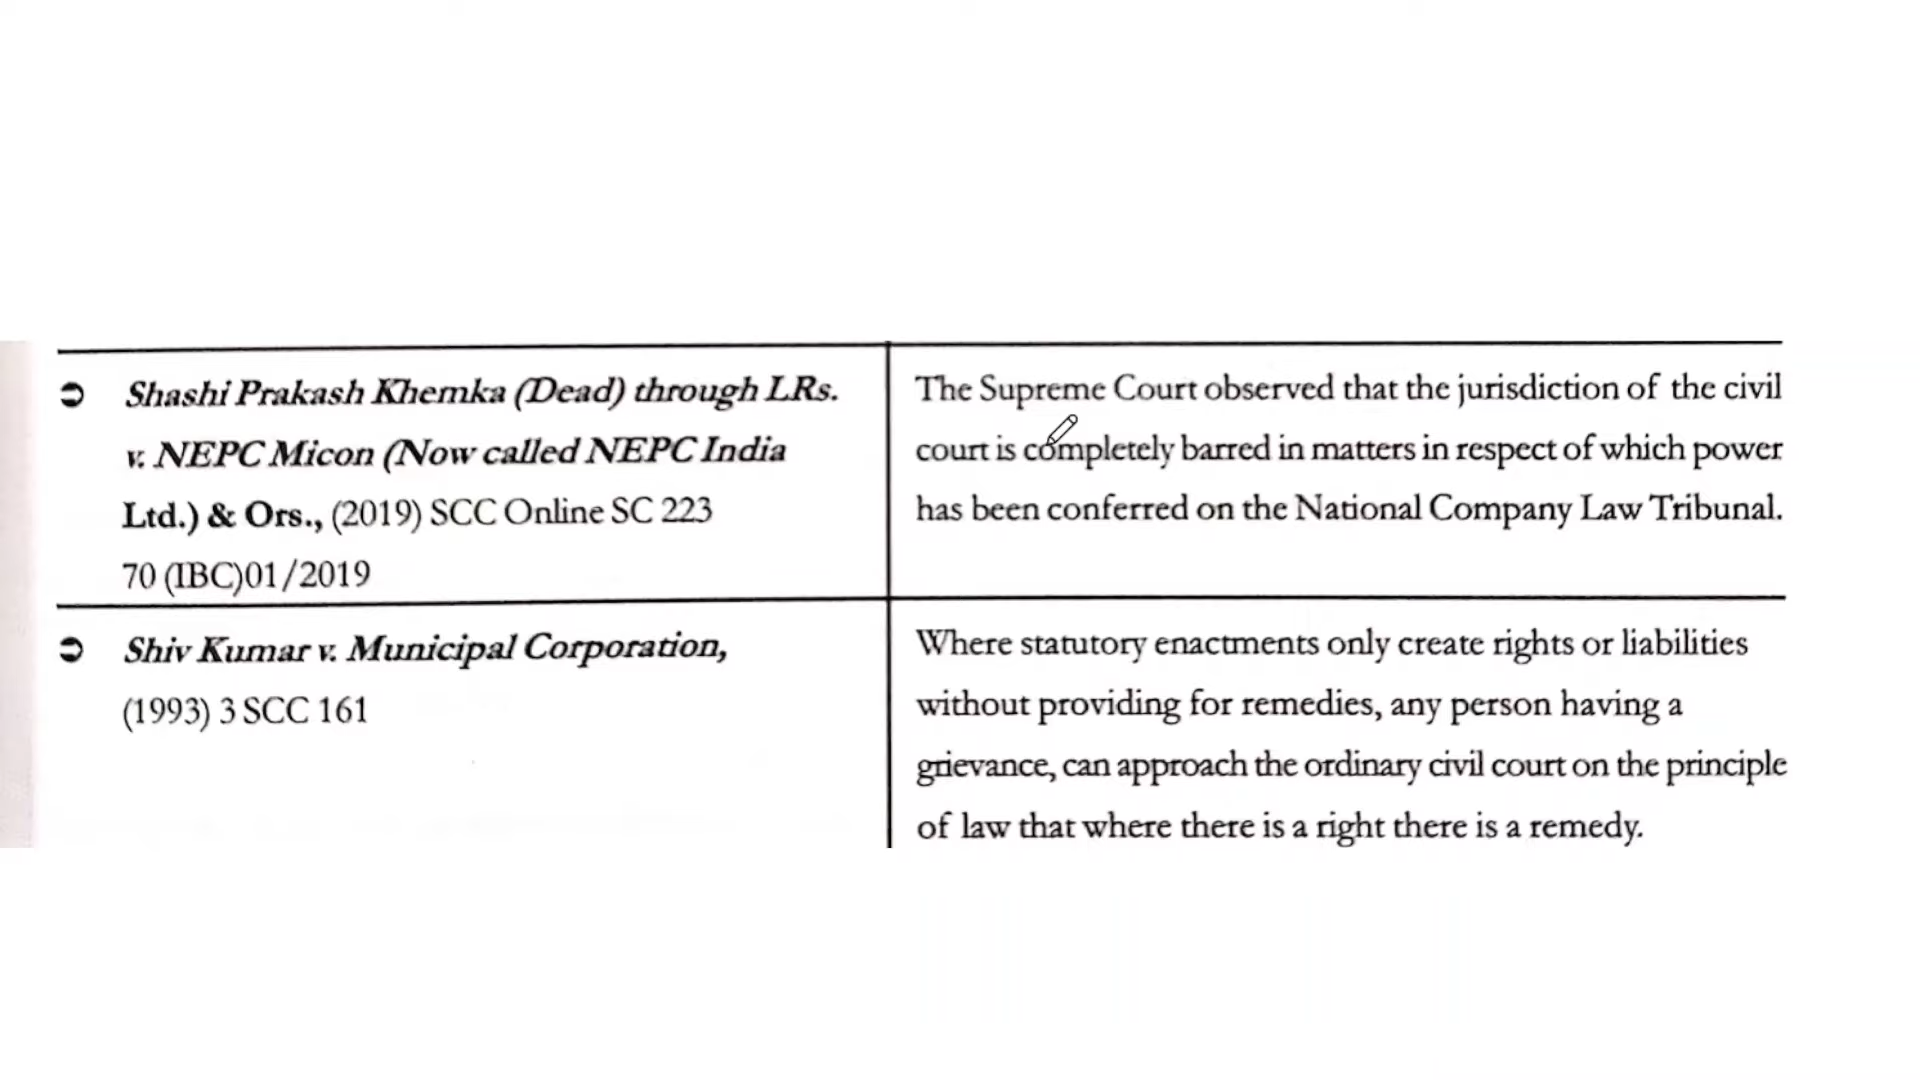 Shashi Prakash Khemka (Dead) through LRs.
v. NEPC Micon (Now called NEPC India
Ltd.) & Ors., (2019) SCC Online SC 223
70 (IBC)01/2019
The Supreme Court observed that the jurisdiction of the civil
court is completely barred in matters in respect of which power
has been conferred on the National Company Law Tribunal.
Shiv Kumar v. Municipal Corporation,
(1993) 3 SCC 161
Where statutory enactments only create rights or liabilities
without providing for remedies, any person having a
grievance, can approach the ordinary civil court on the principle
of law that where there is a right there is a remedy.